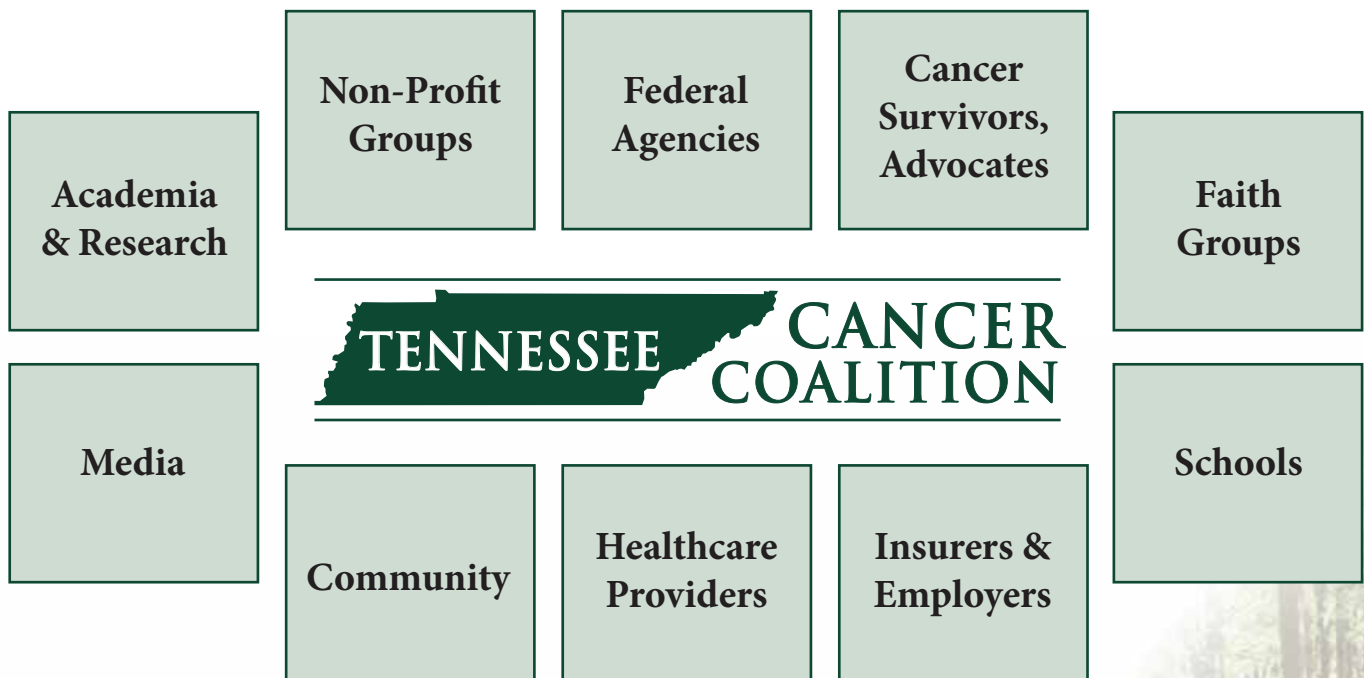 Non-Profit
Groups
Federal
Agencies
Cancer
Survivors,
Advocates
Academia
& Research
Faith
Groups
TENNESSEE
CANCER
COALITION
Media
Schools
Community
Healthcare
Providers
Insurers &
Employers